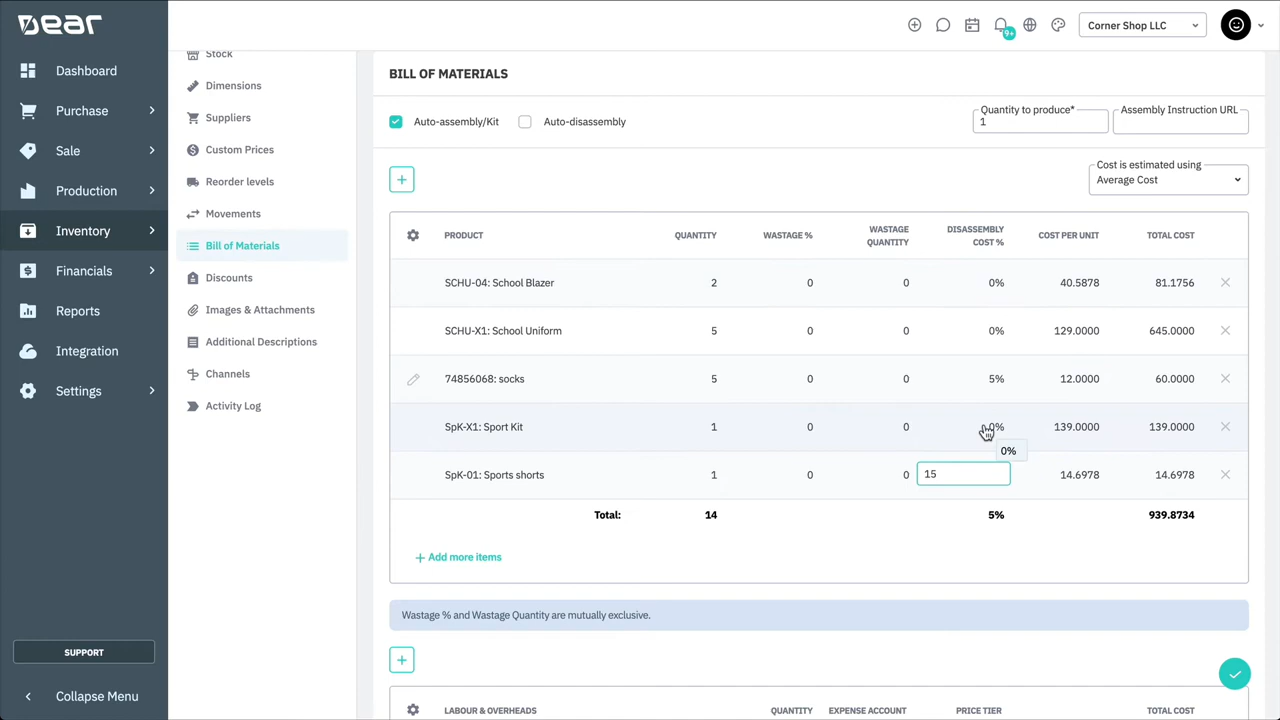 DEAR
9+
Corner Shop LLC
Dashboard
Purchase
Sale
Production
Inventory
Financials
Reports
Integration
Settings
SUPPORT
Collapse Menu
Stock
Dimensions
Suppliers
Custom Prices
Reorder levels
Movements
Bill of Materials
Discounts
Images & Attachments
Additional Descriptions
Channels
Activity Log
BILL OF MATERIALS
Auto-assembly/Kit
Auto-disassembly
Quantity to produce*
1
Assembly Instruction URL
+
Cost is estimated using
Average Cost
PRODUCT QUANTITY WASTAGE % WASTAGE QUANTITY DISASSEMBLY COST % COST PER UNIT TOTAL COST
SCHU-04: School Blazer 2 0 0 0% 40.5878 81.1756
SCHU-X1: School Uniform 5 0 0 0% 129.0000 645.0000
74856068: socks 5 0 0 5% 12.0000 60.0000
SpK-X1: Sport Kit 1 0 0 0% 139.0000 139.0000
0%
SpK-01: Sports shorts 1 0 0 15 14.6978 14.6978
Total: 14 5% 939.8734
+ Add more items
Wastage % and Wastage Quantity are mutually exclusive.
+
LABOUR & OVERHEADS QUANTITY EXPENSE ACCOUNT PRICE TIER TOTAL COST